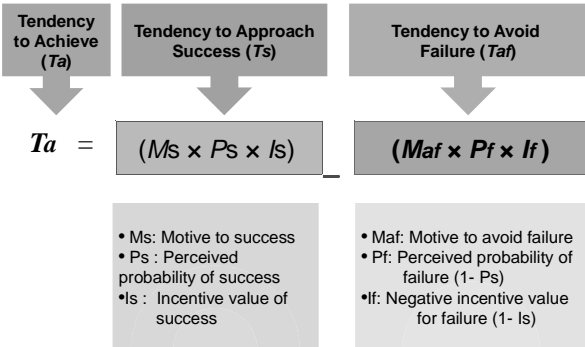 Tendency
to Achieve
(Ta)
Tendency to Approach
Success (Ts)
Tendency to Avoid
Failure (Taf)
Ta = (Ms × Ps × Is) _ (Maf × Pf × If )
• Ms: Motive to success
• Ps : Perceived
probability of success
•Is : Incentive value of
success
• Maf: Motive to avoid failure
• Pf: Perceived probability of
failure (1- Ps)
•If: Negative incentive value
for failure (1- Is)